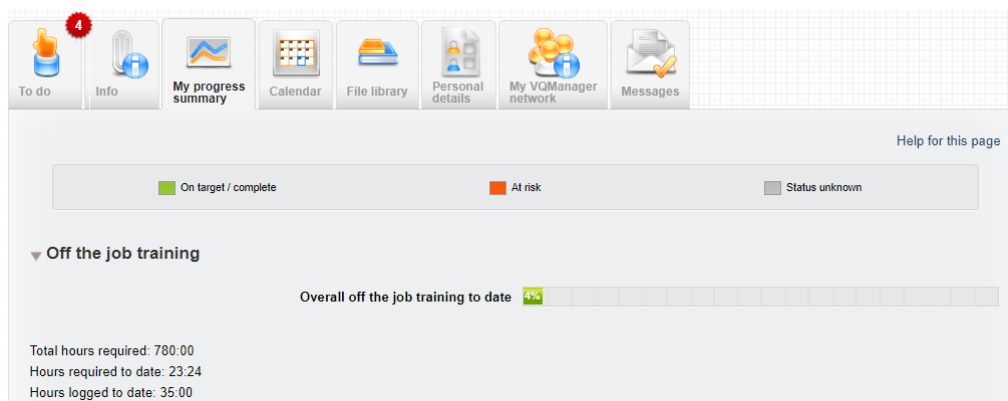 4
To do
Info
My progress
summary
Calendar
File library
Personal
details
My VQManager
network
Messages
Help for this page
On target / complete
At risk
Status unknown
Off the job training
Overall off the job training to date
4%
Total hours required: 780:00
Hours required to date: 23:24
Hours logged to date: 35:00